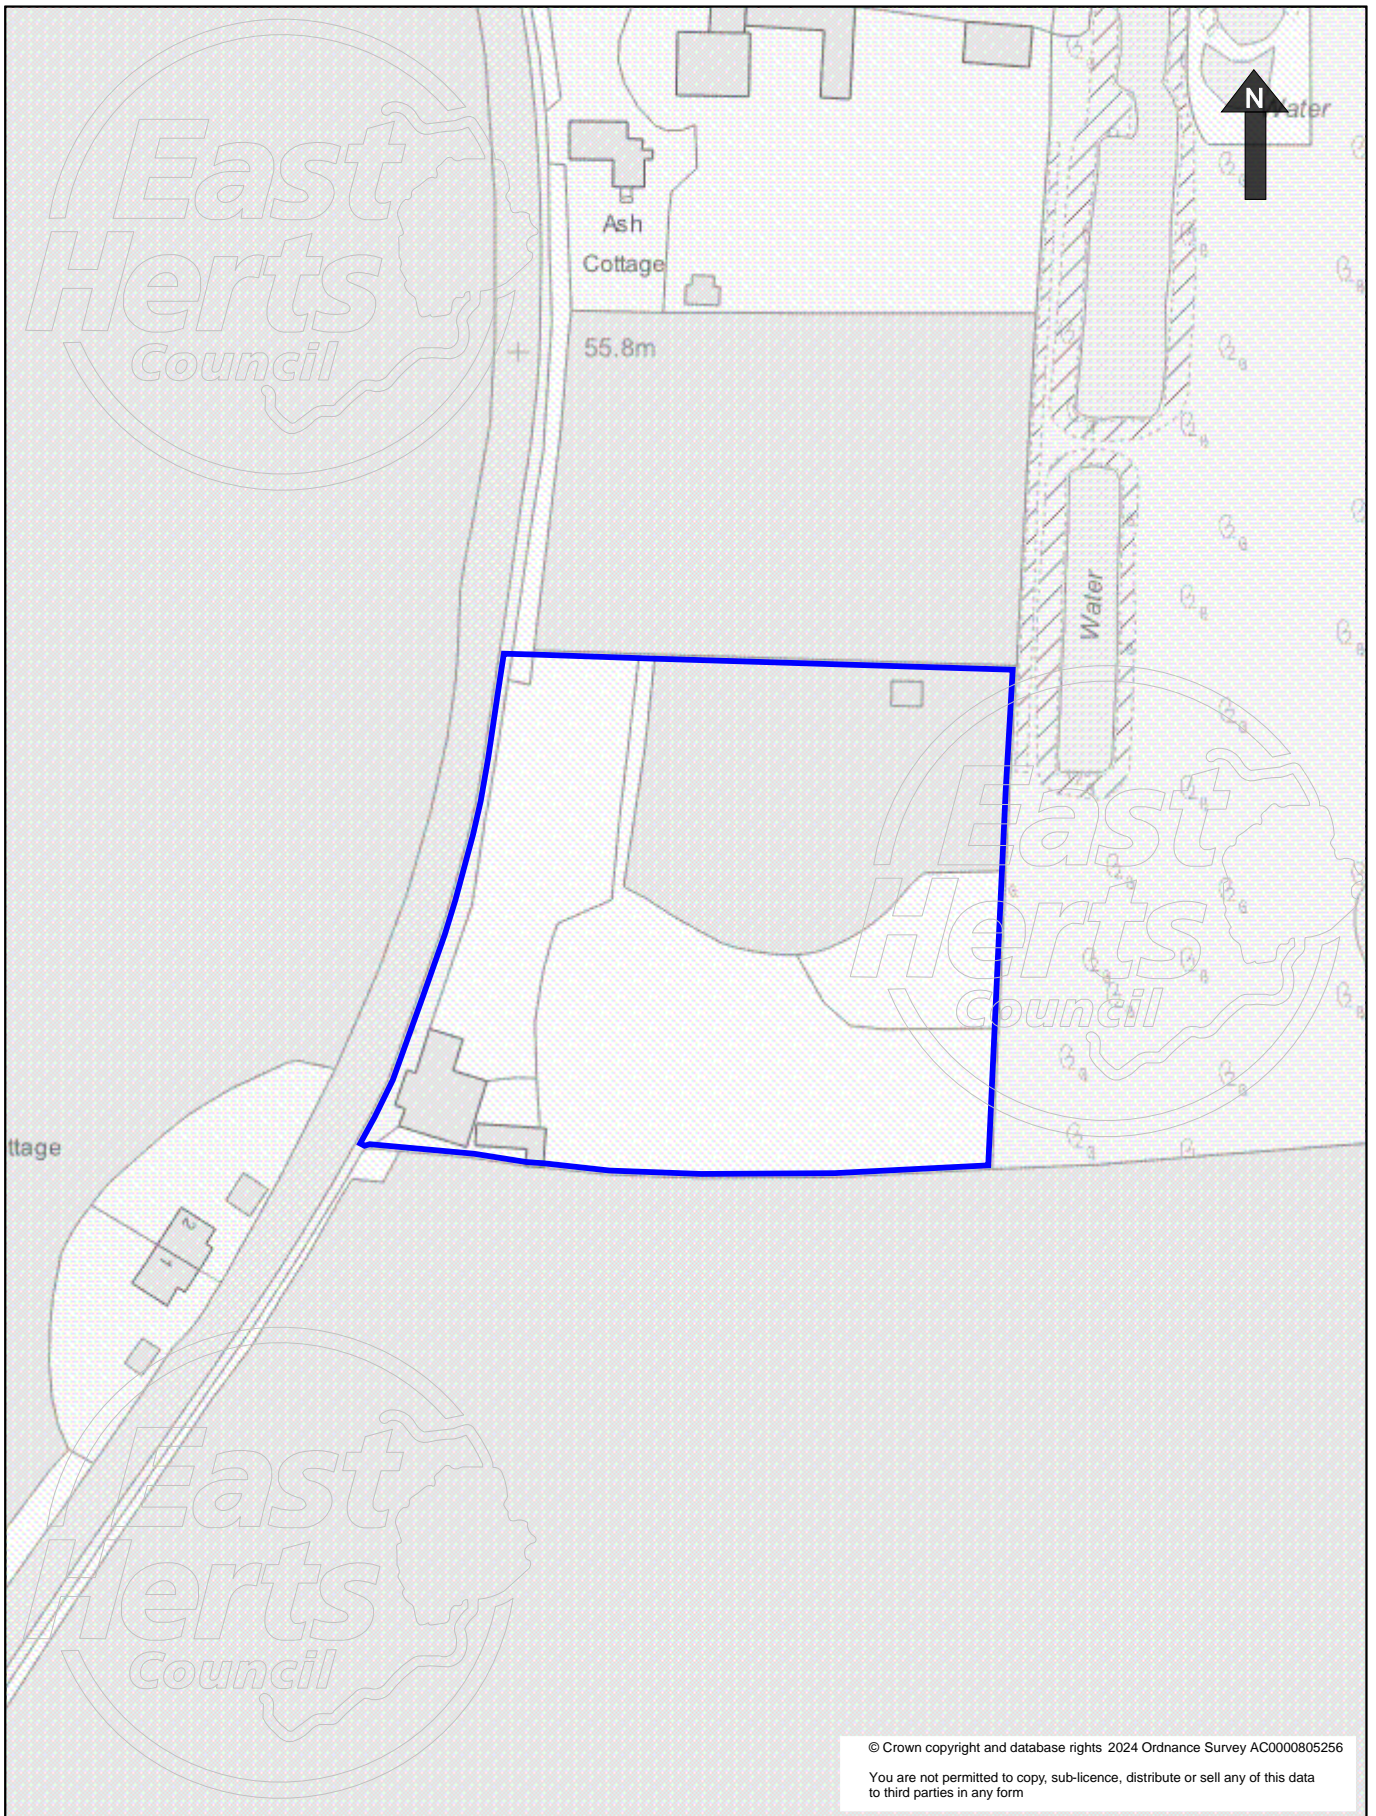 East
Herts
Council
N
Water
Ash
Cottage
55.8m
Water
East
Herts
Council
ttage
2
1
East
Herts
Council
© Crown copyright and database rights 2024 Ordnance Survey AC0000805256
You are not permitted to copy, sub-licence, distribute or sell any of this data
to third parties in any form